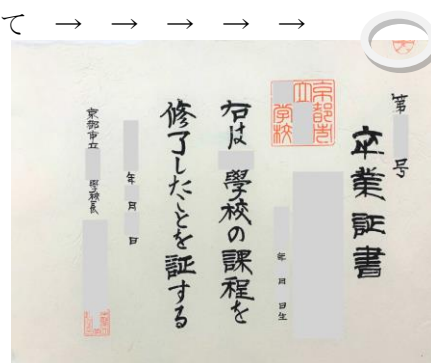 て → → → → →
第 号
卒業証書
年 月 日生
右は 學校の課程を
修了したことを証する
年 月 日
京都市立 學校長
京都市立 学校